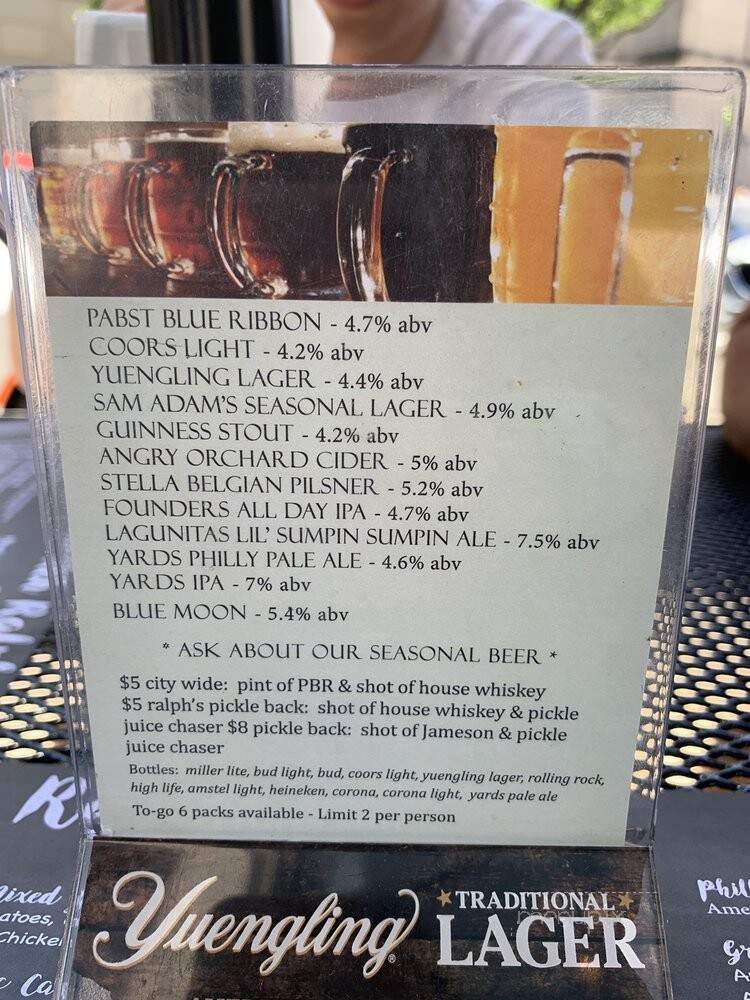 PABST BLUE RIBBON - 4.7% abv
COORS LIGHT - 4.2% abv
YUENGLING LAGER - 4.4% abv
SAM ADAM'S SEASONAL LAGER - 4.9% abv
GUINNESS STOUT - 4.2% abv
ANGRY ORCHARD CIDER - 5% abv
STELLA BELGIAN PILSNER - 5.2% abv
FOUNDERS ALL DAY IPA - 4.7% abv
LAGUNITAS LIL' SUMPIN SUMPIN ALE - 7.5% abv
YARDS PHILLY PALE ALE - 4.6% abv
YARDS IPA - 7% abv
BLUE MOON - 5.4% abv
* ASK ABOUT OUR SEASONAL BEER *
$5 city wide: pint of PBR & shot of house whiskey
$5 ralph's pickle back: shot of house whiskey & pickle
juice chaser $8 pickle back: shot of Jameson & pickle
juice chaser
Bottles: miller lite, bud light, bud, coors light, yuengling lager, rolling rock,
high life, amstel light, heineken, corona, corona light, yards pale ale
To-go 6 packs available - Limit 2 per person
Yuengling®
TRADITIONAL
LAGER